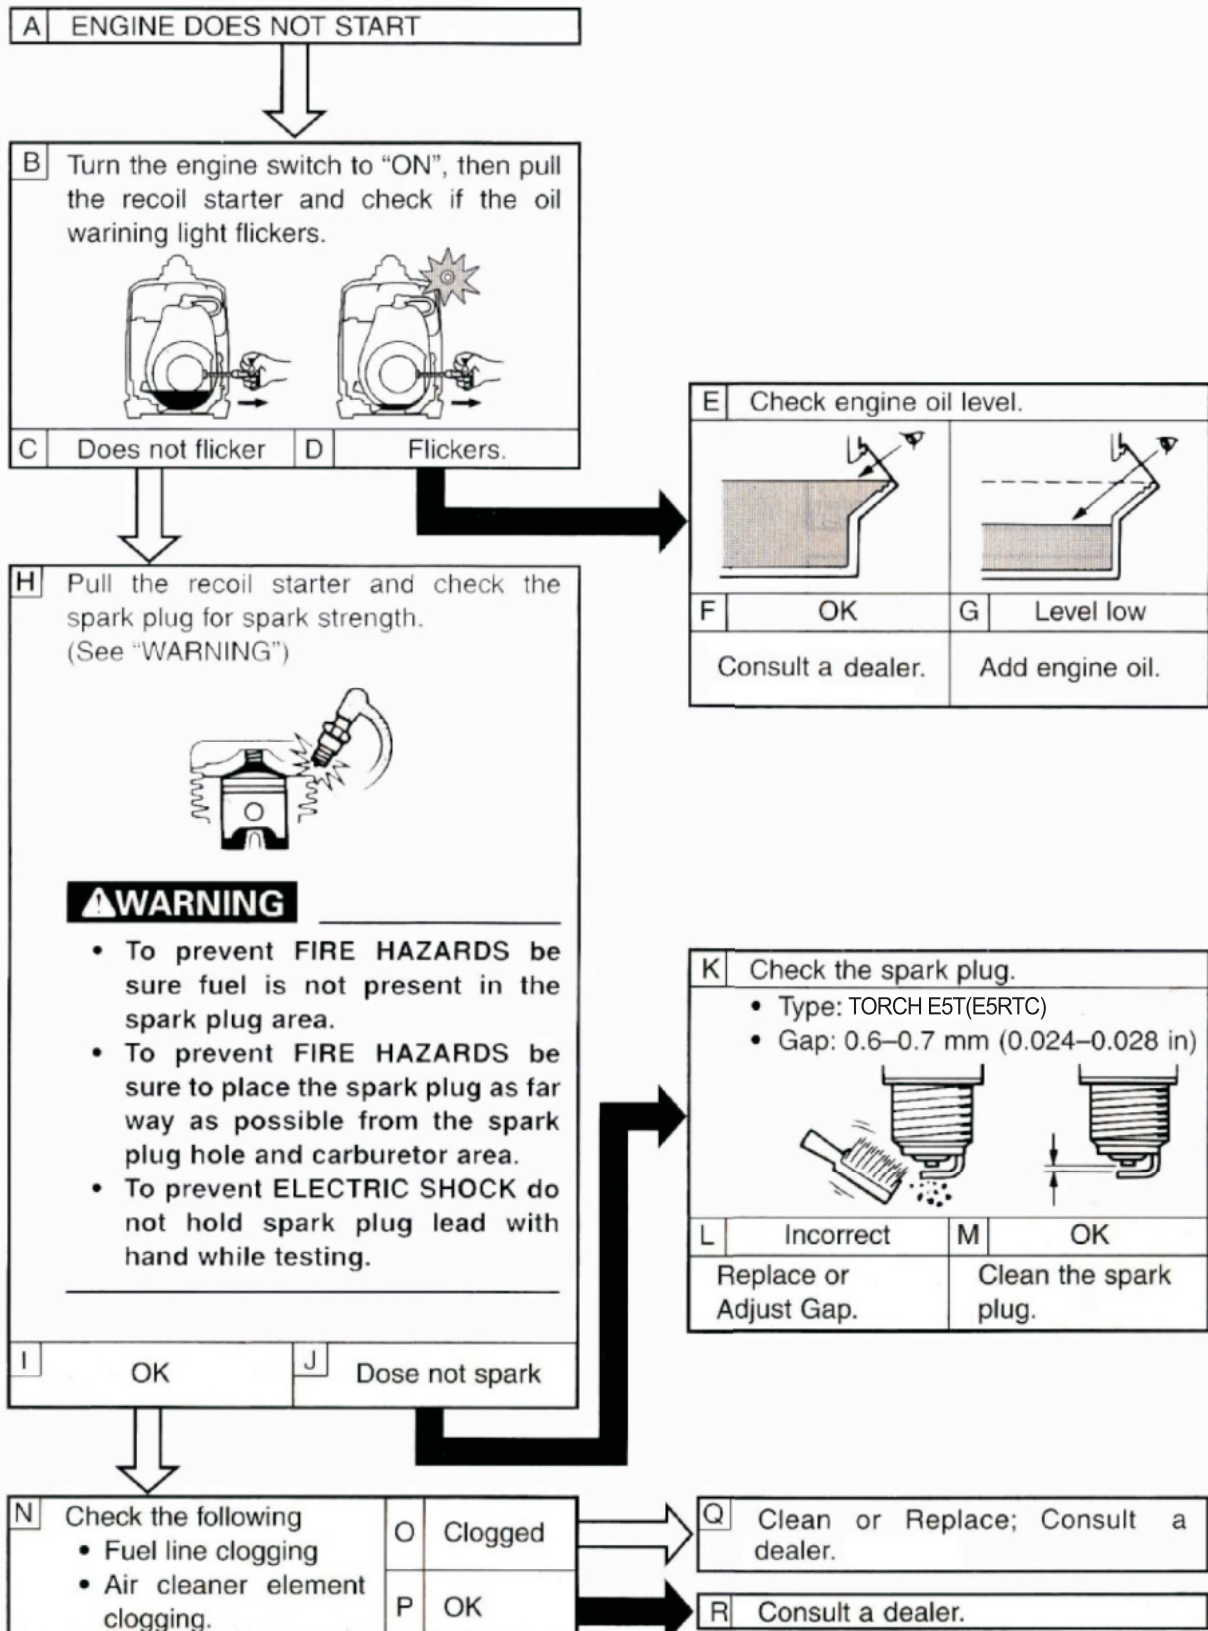 A ENGINE DOES NOT START
B Turn the engine switch to “ON”, then pull
the recoil starter and check if the oil
warining light flickers.
C Does not flicker D Flickers.
E Check engine oil level.
F OK G Level low
Consult a dealer. Add engine oil.
H Pull the recoil starter and check the
spark plug for spark strength.
(See “WARNING”)
WARNING
• To prevent FIRE HAZARDS be
sure fuel is not present in the
spark plug area.
• To prevent FIRE HAZARDS be
sure to place the spark plug as far
way as possible from the spark
plug hole and carburetor area.
• To prevent ELECTRIC SHOCK do
not hold spark plug lead with
hand while testing.
I OK J Dose not spark
K Check the spark plug.
• Type: TORCH E5T(E5RTC)
• Gap: 0.6–0.7 mm (0.024–0.028 in)
L Incorrect M OK
Replace or
Adjust Gap.
Clean the spark
plug.
N Check the following
• Fuel line clogging
• Air cleaner element
clogging.
O Clogged
P OK
Q Clean or Replace; Consult a
dealer.
R Consult a dealer.